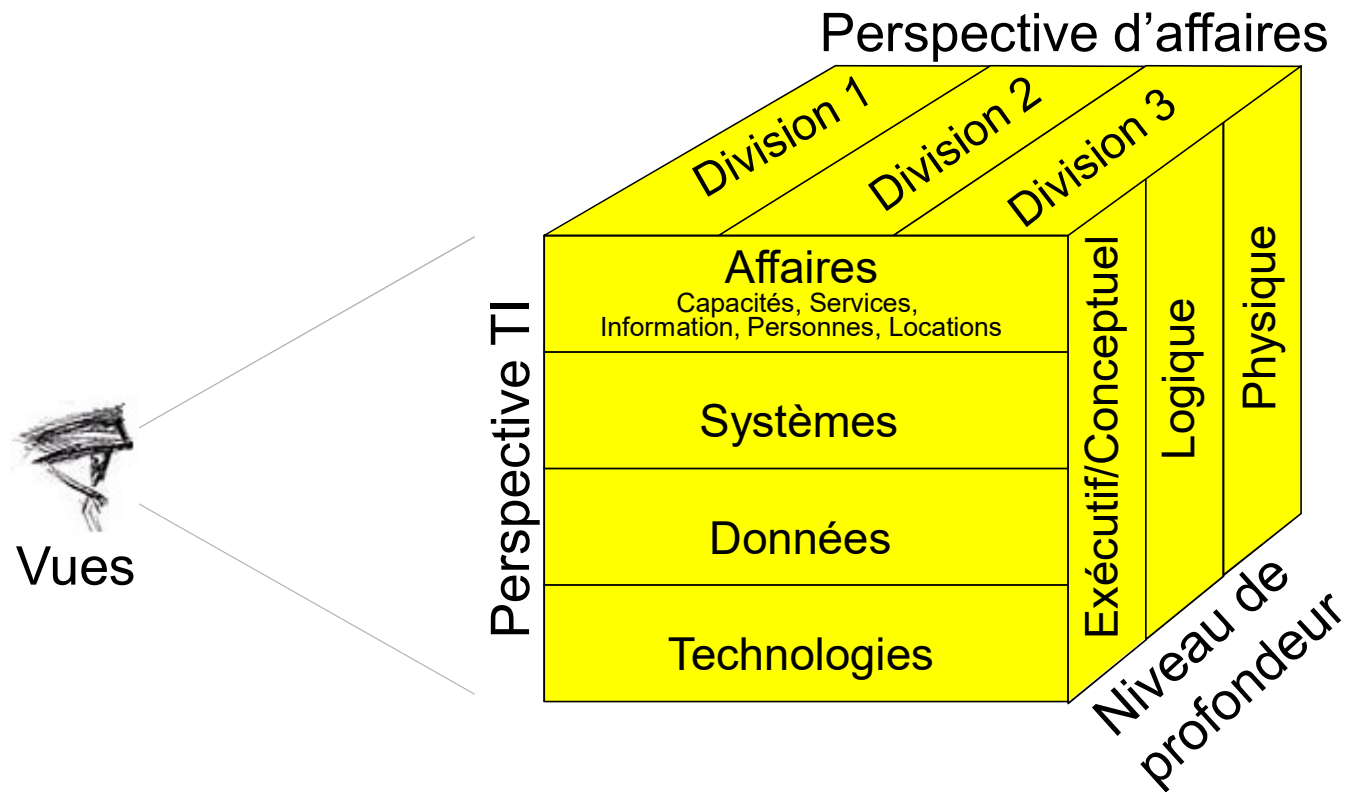 Perspective d’affaires
Division 1
Division 2
Division 3
Perspective TI
Affaires
Capacités, Services,
Information, Personnes, Locations
Systèmes
Données
Technologies
Exécutif/Conceptuel
Logique
Physique
Niveau de
profondeur
Vues